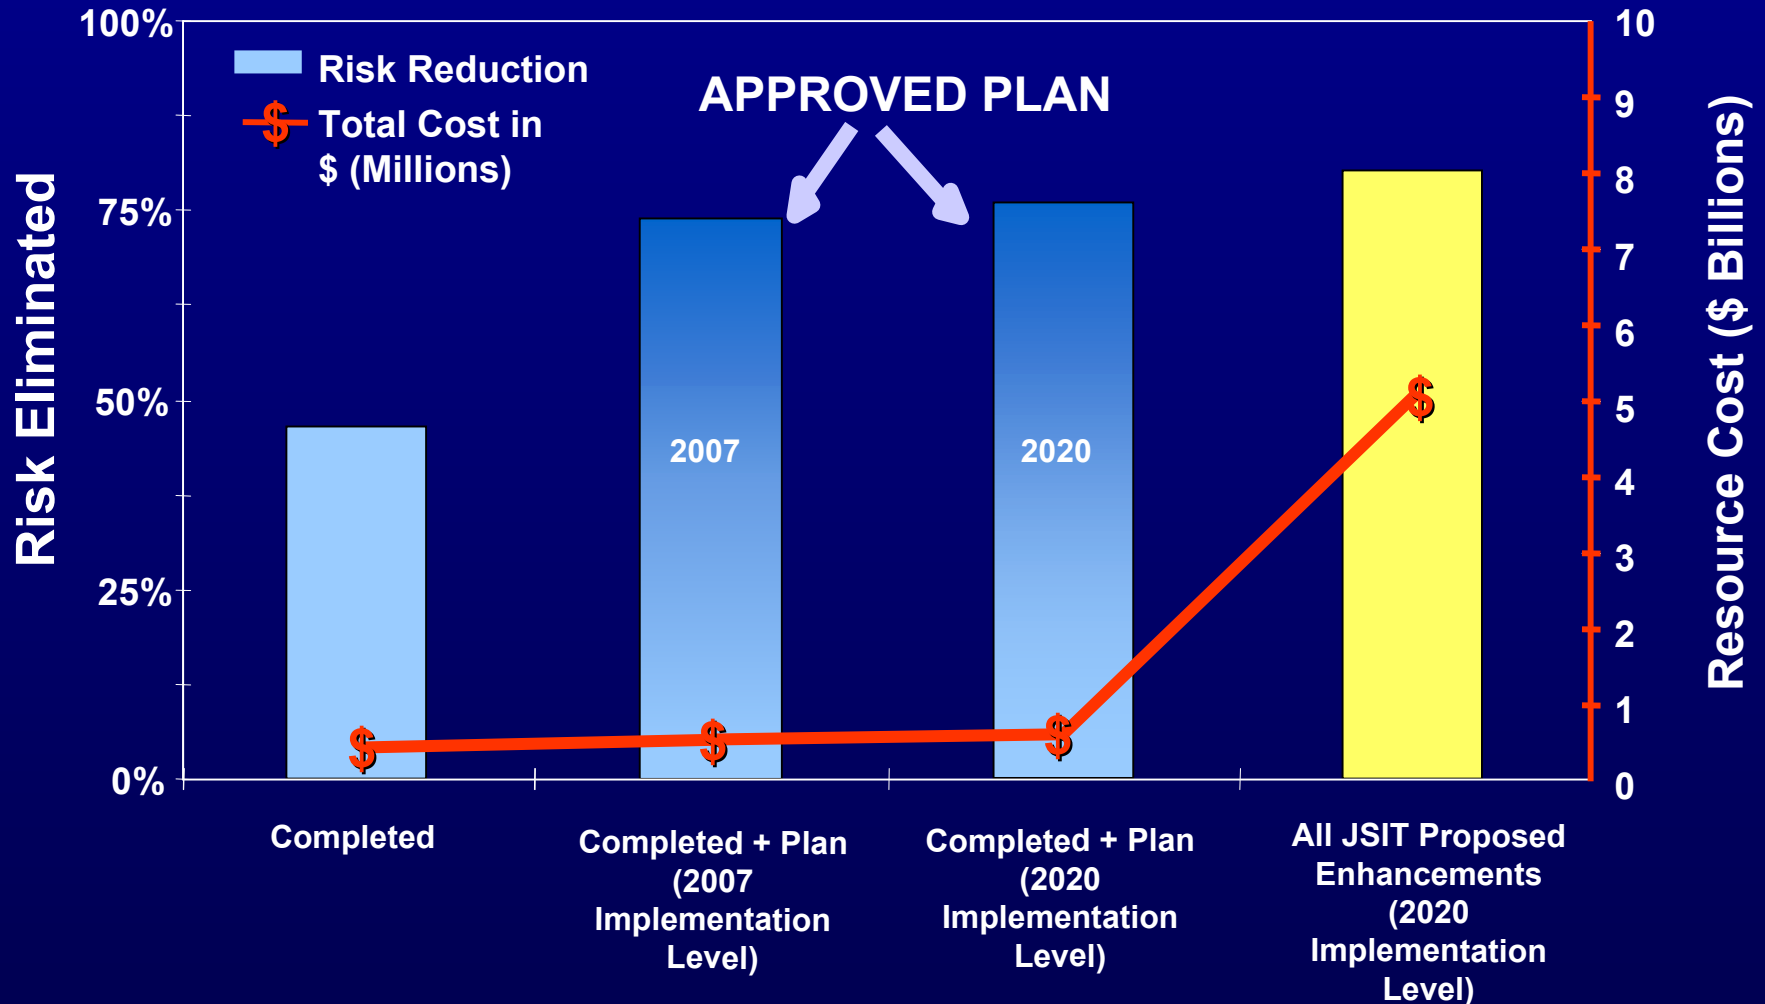 100%
75%
50%
25%
0%
Risk Eliminated
Risk Reduction
$ Total Cost in
$ (Millions)
APPROVED PLAN
2007
2020
$
$
$
$
10
9
8
7
6
5
4
3
2
1
0
Resource Cost ($ Billions)
Completed
Completed + Plan
(2007
Implementation
Level)
Completed + Plan
(2020
Implementation
Level)
All JSIT Proposed
Enhancements
(2020
Implementation
Level)